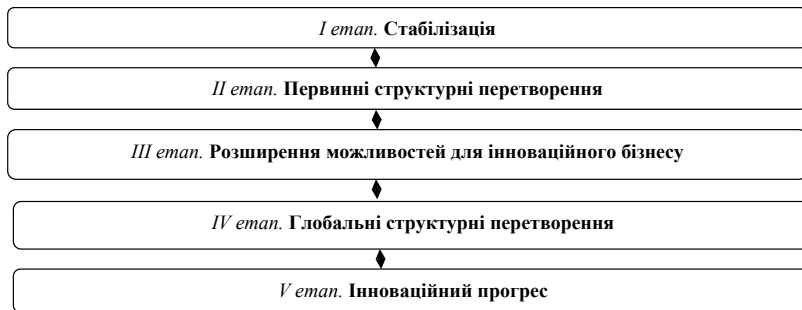 I етап. Стабілізація
II етап. Первинні структурні перетворення
III етап. Розширення можливостей для інноваційного бізнесу
IV етап. Глобальні структурні перетворення
V етап. Інноваційний прогрес